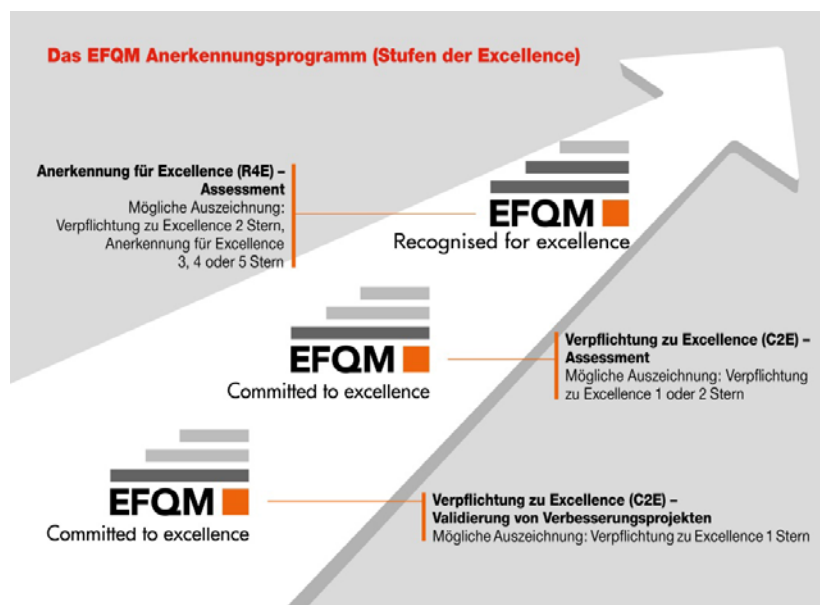 Das EFQM Anerkennungsprogramm (Stufen der Excellence)
Anerkennung für Excellence (R4E) –
Assessment
Mögliche Auszeichnung:
Verpflichtung zu Excellence 2 Stern,
Anerkennung für Excellence
3, 4 oder 5 Stern
EFQM
Recognised for excellence
EFQM
Committed to excellence
Verpflichtung zu Excellence (C2E) –
Assessment
Mögliche Auszeichnung: Verpflichtung
zu Excellence 1 oder 2 Stern
EFQM
Committed to excellence
Verpflichtung zu Excellence (C2E) –
Validierung von Verbesserungsprojekten
Mögliche Auszeichnung: Verpflichtung zu Excellence 1 Stern